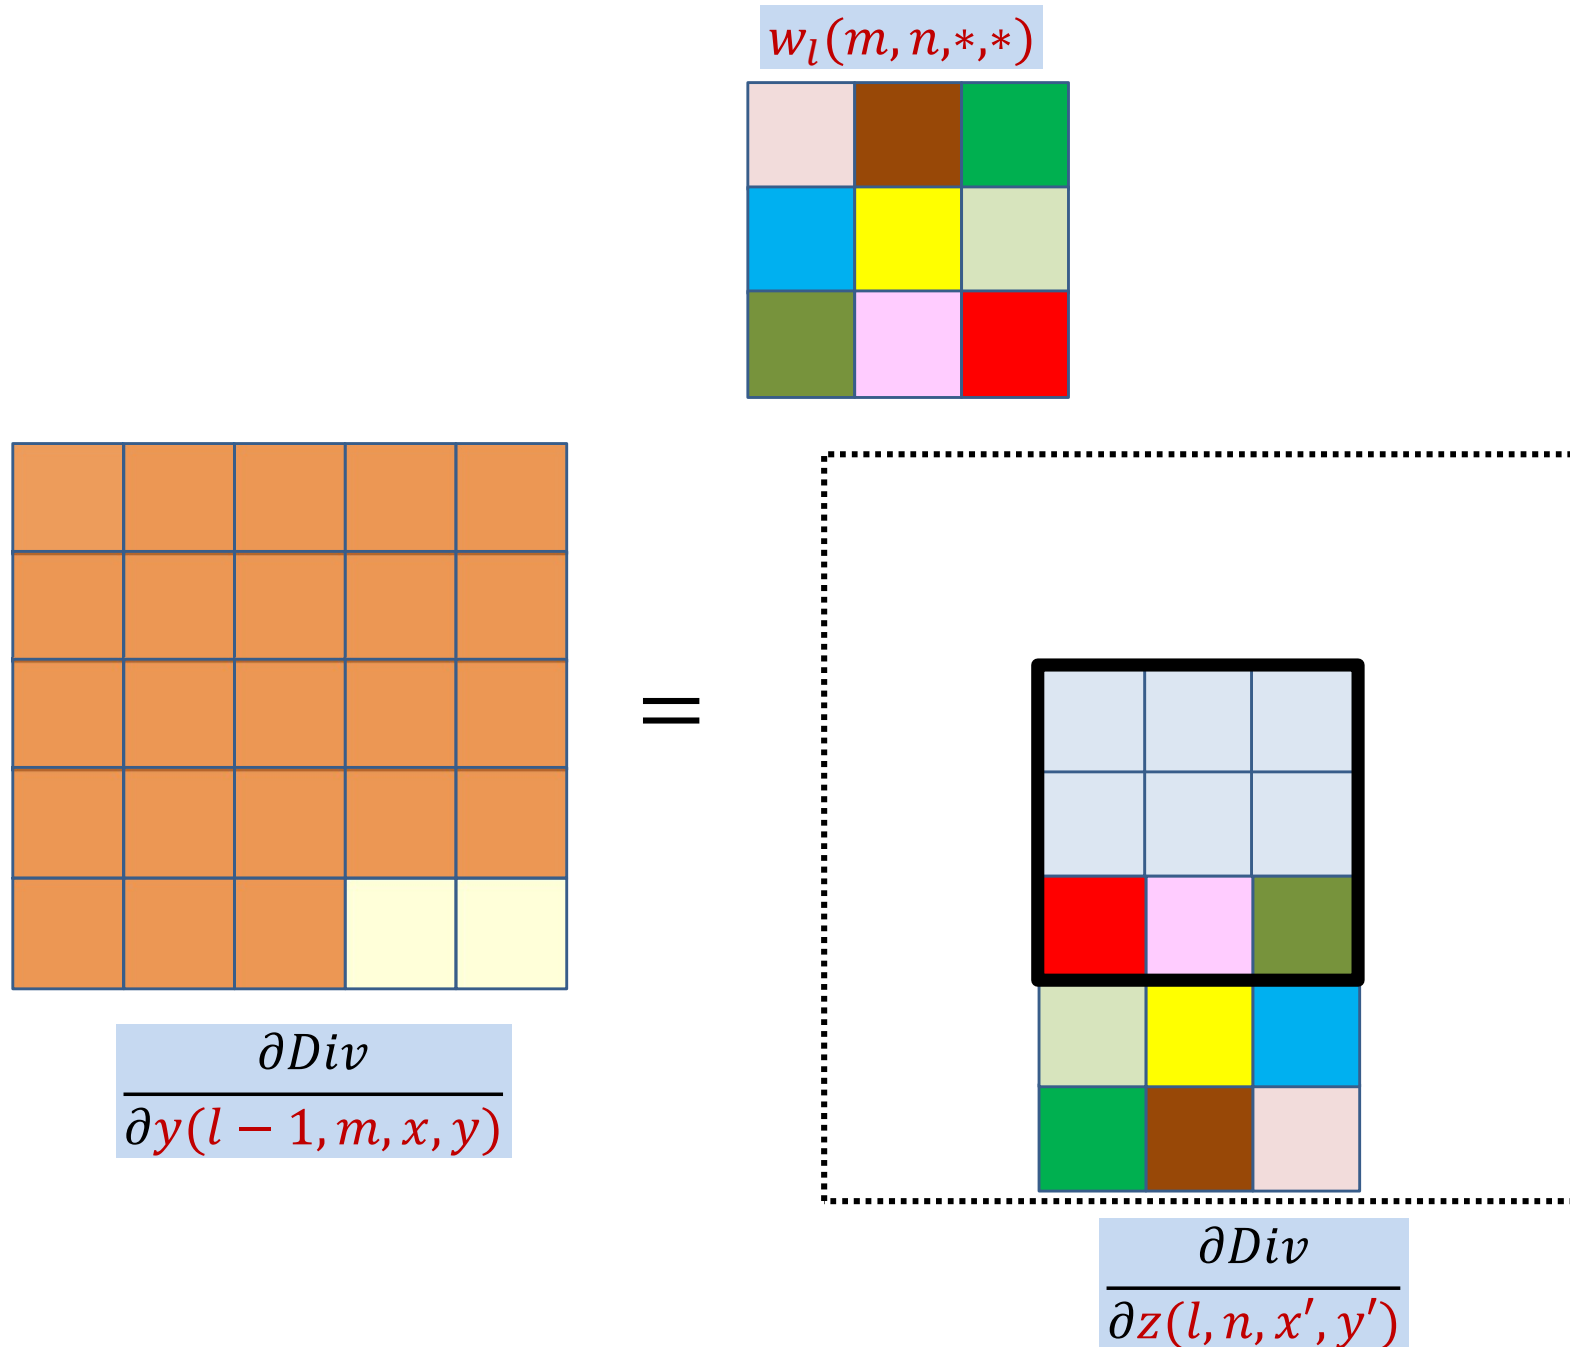 w_l(m, n,∗,∗)
=
∂Div
∂y(l − 1, m, x, y)
∂Div
∂z(l, n, x′, y′)